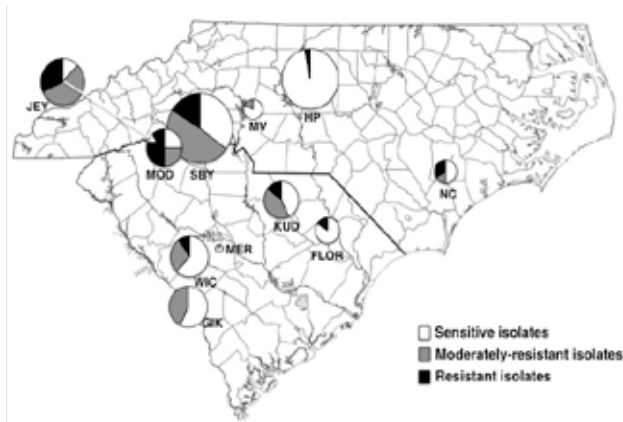 JEY
MV
HP
MOD
SBY
NC
KUD
MER
FLOR
WIC
GIK
Sensitive isolates
Moderately-resistant isolates
Resistant isolates